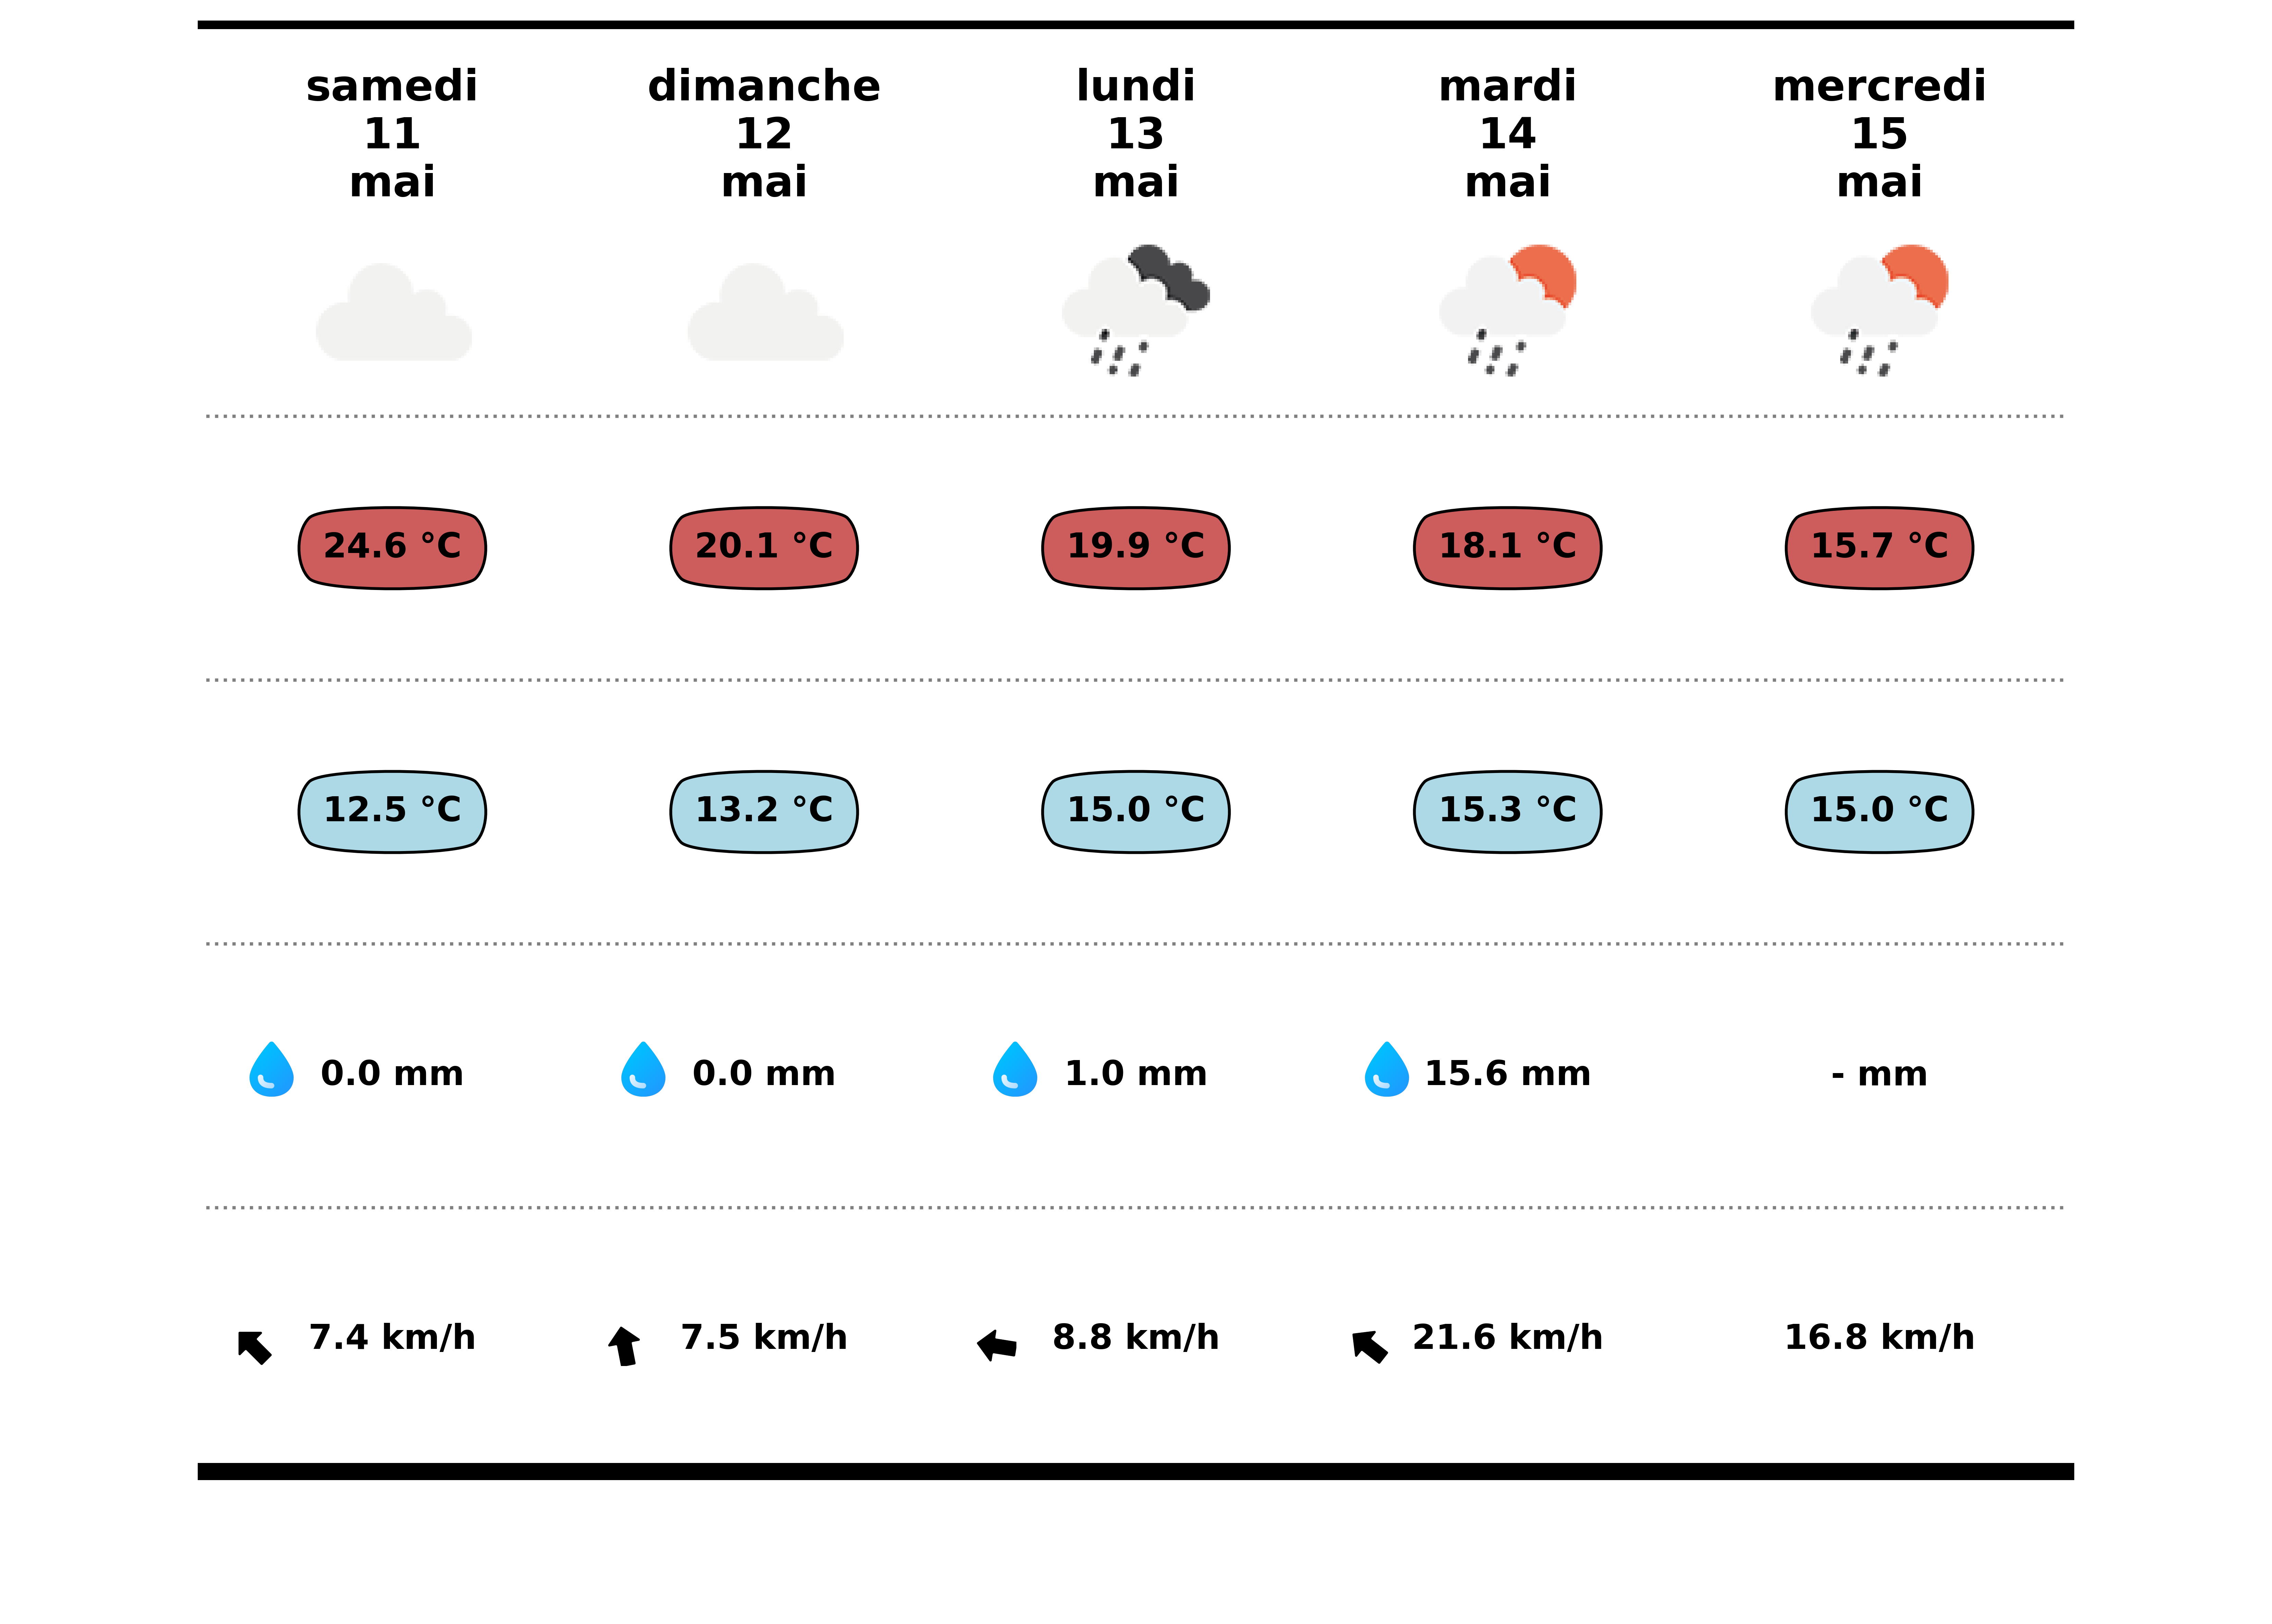 samedi
11
mai
dimanche
12
mai
lundi
13
mai
mardi
14
mai
mercredi
15
mai
24.6 °C
20.1 °C
19.9 °C
18.1 °C
15.7 °C
12.5 °C
13.2 °C
15.0 °C
15.3 °C
15.0 °C
0.0 mm
0.0 mm
1.0 mm
15.6 mm
- mm
7.4 km/h
7.5 km/h
8.8 km/h
21.6 km/h
16.8 km/h